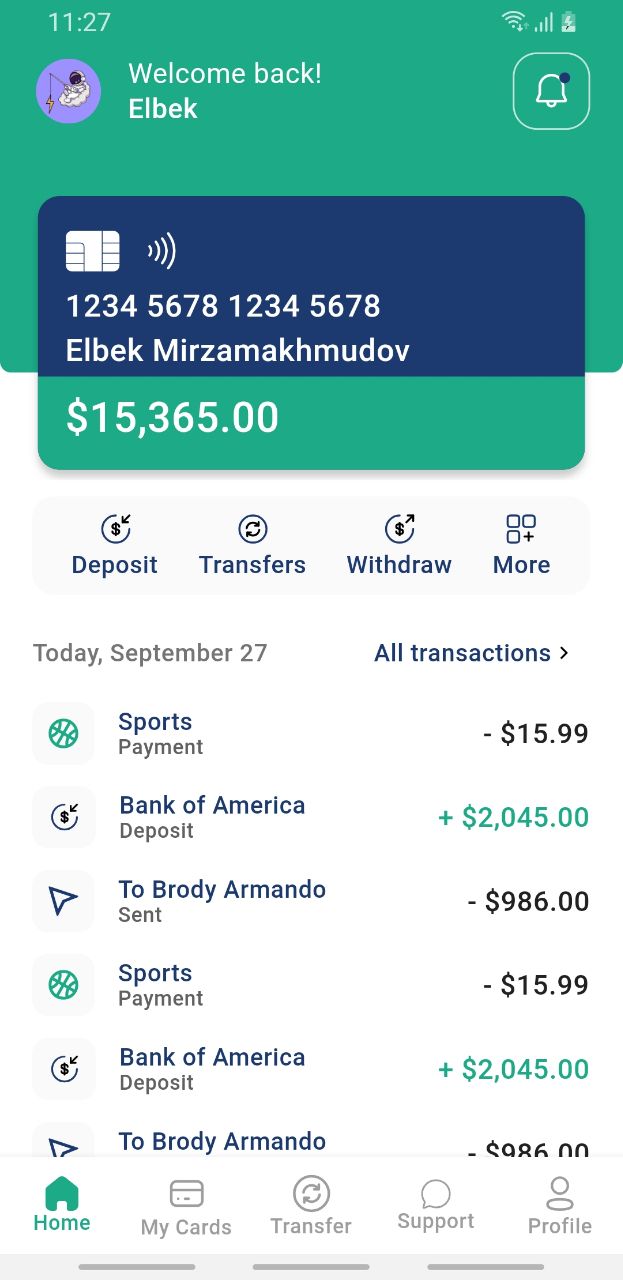 11:27
Welcome back!
Elbek
1234 5678 1234 5678
Elbek Mirzamakhmudov
$15,365.00
Deposit Transfers Withdraw More
Today, September 27 All transactions >
Sports - $15.99
Payment
Bank of America + $2,045.00
Deposit
To Brody Armando - $986.00
Sent
Sports - $15.99
Payment
Bank of America + $2,045.00
Deposit
To Brody Armando - $986.00
Home My Cards Transfer Support Profile